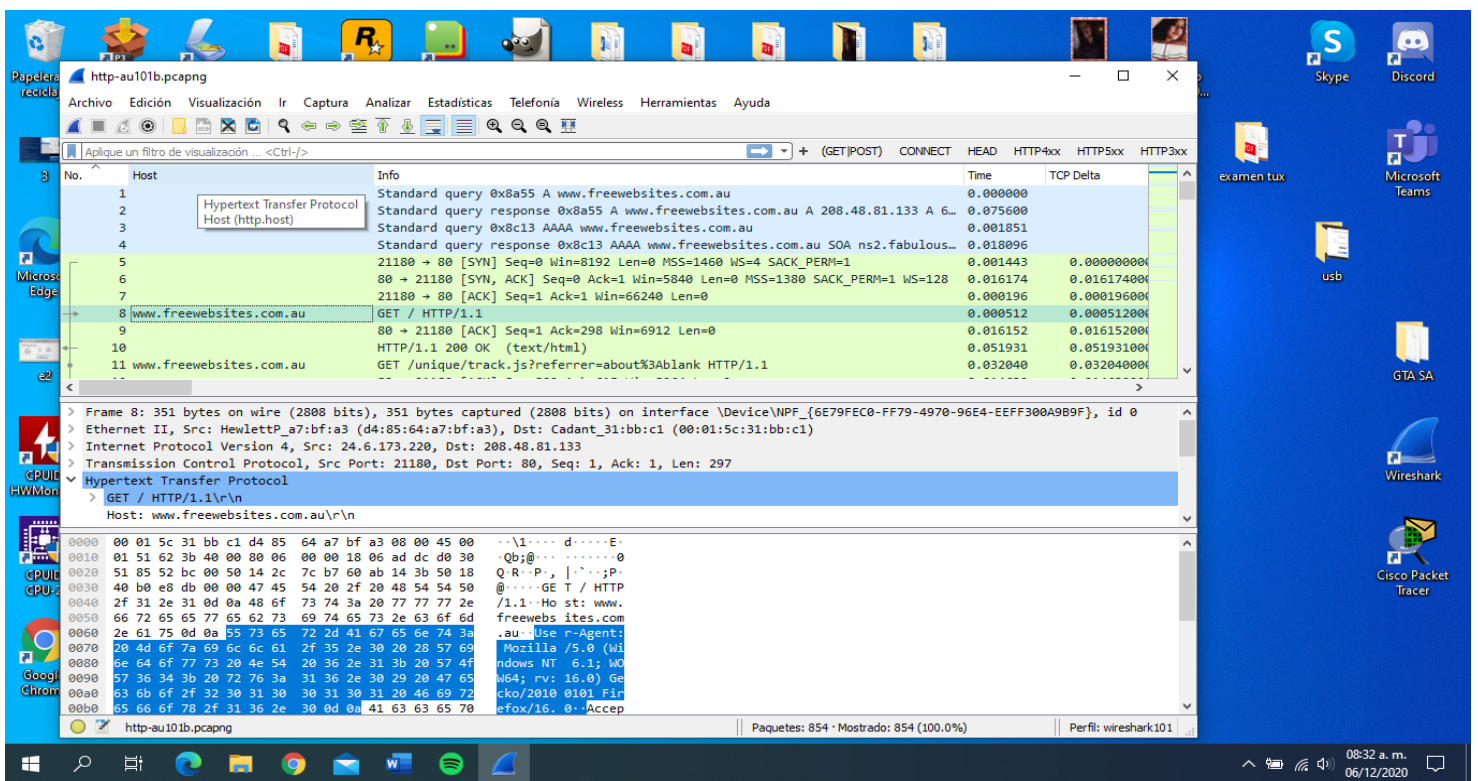 Papelera
recicla
3
Microso
Edge
e2
CPUID
HWMon
CPUID
CPU-Z
Googl
Chrom
http-au101b.pcapng
Archivo Edición Visualización Ir Captura Analizar Estadísticas Telefonía Wireless Herramientas Ayuda
Aplique un filtro de visualización … <Ctrl-/> + (GET|POST) CONNECT HEAD HTTP4xx HTTP5xx HTTP3xx
No. Host Info Time TCP Delta
Hypertext Transfer Protocol
Host (http.host)
1 Standard query 0x8a55 A www.freewebsites.com.au 0.000000
2 Standard query response 0x8a55 A www.freewebsites.com.au A 208.48.81.133 A 6… 0.075600
3 Standard query 0x8c13 AAAA www.freewebsites.com.au 0.001851
4 Standard query response 0x8c13 AAAA www.freewebsites.com.au SOA ns2.fabulous… 0.018096
5 21180 → 80 [SYN] Seq=0 Win=8192 Len=0 MSS=1460 WS=4 SACK_PERM=1 0.001443 0.000000000
6 80 → 21180 [SYN, ACK] Seq=0 Ack=1 Win=5840 Len=0 MSS=1380 SACK_PERM=1 WS=128 0.016174 0.016174000
7 21180 → 80 [ACK] Seq=1 Ack=1 Win=66240 Len=0 0.000196 0.000196000
8 www.freewebsites.com.au GET / HTTP/1.1 0.000512 0.000512000
9 80 → 21180 [ACK] Seq=1 Ack=298 Win=6912 Len=0 0.016152 0.016152000
10 HTTP/1.1 200 OK (text/html) 0.051931 0.051931000
11 www.freewebsites.com.au GET /unique/track.js?referrer=about%3Ablank HTTP/1.1 0.032040 0.032040000
> Frame 8: 351 bytes on wire (2808 bits), 351 bytes captured (2808 bits) on interface \Device\NPF_{6E79FEC0-FF79-4970-96E4-EEFF300A9B9F}, id 0
> Ethernet II, Src: HewlettP_a7:bf:a3 (d4:85:64:a7:bf:a3), Dst: Cadant_31:bb:c1 (00:01:5c:31:bb:c1)
> Internet Protocol Version 4, Src: 24.6.173.220, Dst: 208.48.81.133
> Transmission Control Protocol, Src Port: 21180, Dst Port: 80, Seq: 1, Ack: 1, Len: 297
Hypertext Transfer Protocol
> GET / HTTP/1.1\r\n
Host: www.freewebsites.com.au\r\n
0000 00 01 5c 31 bb c1 d4 85 64 a7 bf a3 08 00 45 00 ··\1···· d·····E·
0010 01 51 62 3b 40 00 80 06 00 00 18 06 ad dc d0 30 ·Qb;@··· ·······0
0020 51 85 52 bc 00 50 14 2c 7c b7 60 ab 14 3b 50 18 Q·R··P·, |·`··;P·
0030 40 b0 e8 db 00 00 47 45 54 20 2f 20 48 54 54 50 @·····GE T / HTTP
0040 2f 31 2e 31 0d 0a 48 6f 73 74 3a 20 77 77 77 2e /1.1··Ho st: www.
0050 66 72 65 65 77 65 62 73 69 74 65 73 2e 63 6f 6d freewebs ites.com
0060 2e 61 75 0d 0a 55 73 65 72 2d 41 67 65 6e 74 3a .au··Use r-Agent:
0070 20 4d 6f 7a 69 6c 6c 61 2f 35 2e 30 20 28 57 69 Mozilla /5.0 (Wi
0080 6e 64 6f 77 73 20 4e 54 20 36 2e 31 3b 20 57 4f ndows NT 6.1; WO
0090 57 36 34 3b 20 72 76 3a 31 36 2e 30 29 20 47 65 W64; rv: 16.0) Ge
00a0 63 6b 6f 2f 32 30 31 30 30 31 30 31 20 46 69 72 cko/2010 0101 Fir
00b0 65 66 6f 78 2f 31 36 2e 30 0d 0a 41 63 63 65 70 efox/16. 0··Accep
http-au101b.pcapng Paquetes: 854 · Mostrado: 854 (100.0%) Perfil: wireshark101
Skype
Discord
examen tux
Microsoft
Teams
usb
GTA SA
Wireshark
Cisco Packet
Tracer
08:32 a. m.
06/12/2020